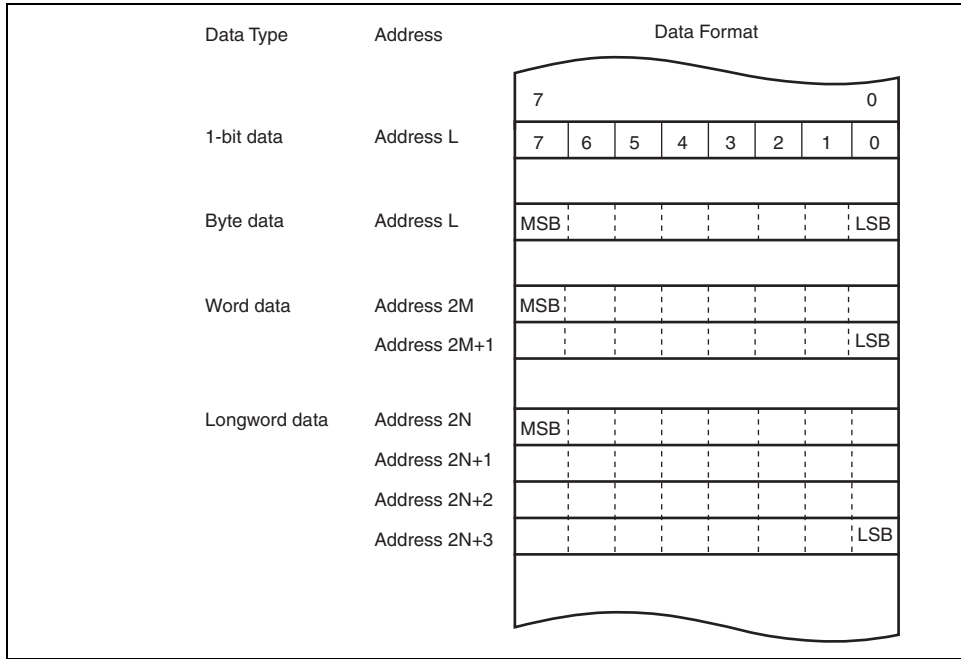 Data Type Address Data Format
7 0
1-bit data Address L 7 6 5 4 3 2 1 0
Byte data Address L MSB LSB
Word data Address 2M MSB
Address 2M+1 LSB
Longword data Address 2N MSB
Address 2N+1
Address 2N+2
Address 2N+3 LSB